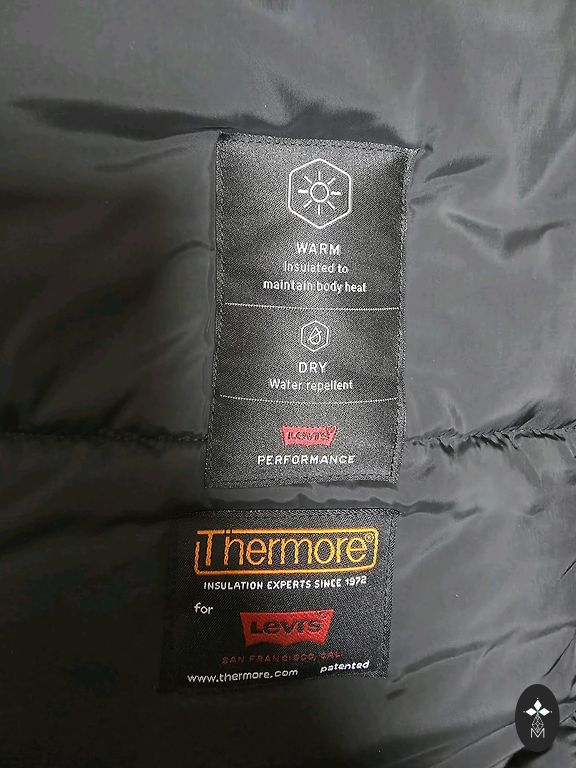 WARM
Insulated to
maintain body heat
DRY
Water repellent
Levi's
PERFORMANCE
Thermore®
INSULATION EXPERTS SINCE 1972
for
Levi's
SAN FRANCISCO, CAL
www.thermore.com patented
M